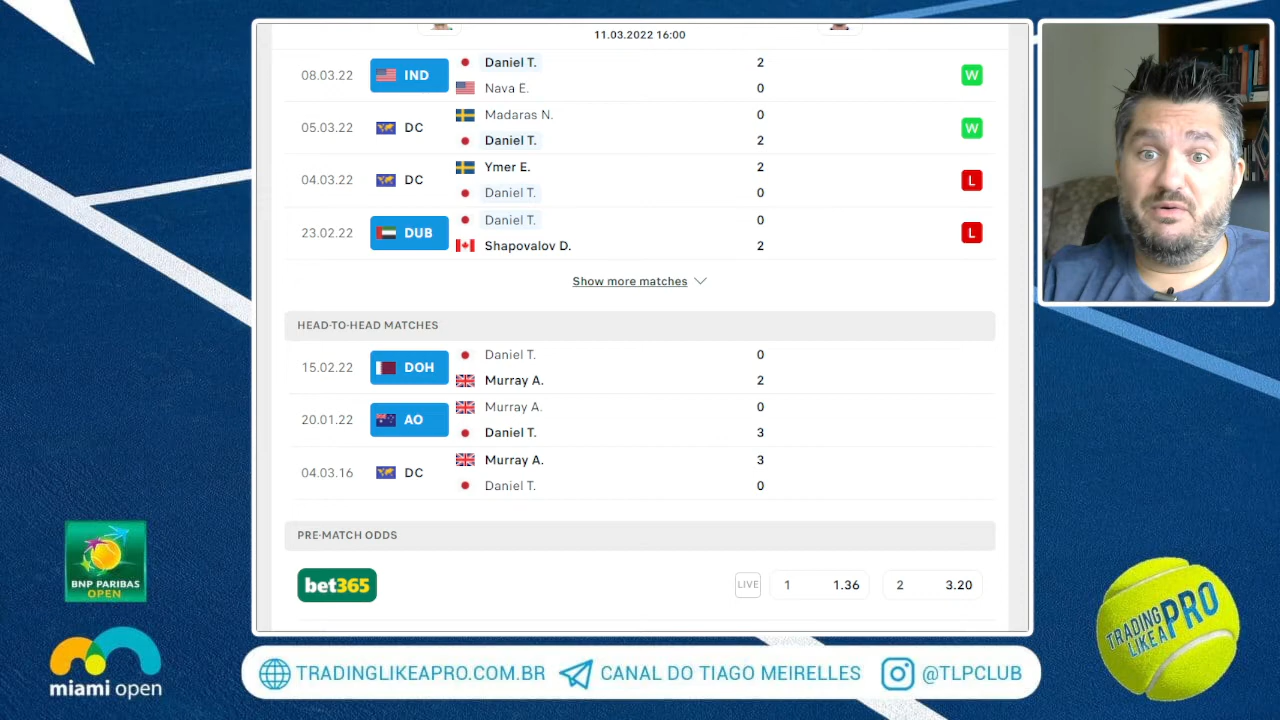 11.03.2022 16:00
08.03.22 IND Daniel T. 2 W
Nava E. 0
05.03.22 DC Madaras N. 0 W
Daniel T. 2
04.03.22 DC Ymer E. 2 L
Daniel T. 0
23.02.22 DUB Daniel T. 0 L
Shapovalov D. 2
Show more matches
HEAD-TO-HEAD MATCHES
15.02.22 DOH Daniel T. 0
Murray A. 2
20.01.22 AO Murray A. 0
Daniel T. 3
04.03.16 DC Murray A. 3
Daniel T. 0
PRE-MATCH ODDS
bet365 LIVE 1 1.36 2 3.20
BNP PARIBAS
OPEN
miami open
TRADING
LIKE A
PRO
TRADINGLIKEAPRO.COM.BR CANAL DO TIAGO MEIRELLES @TLPCLUB